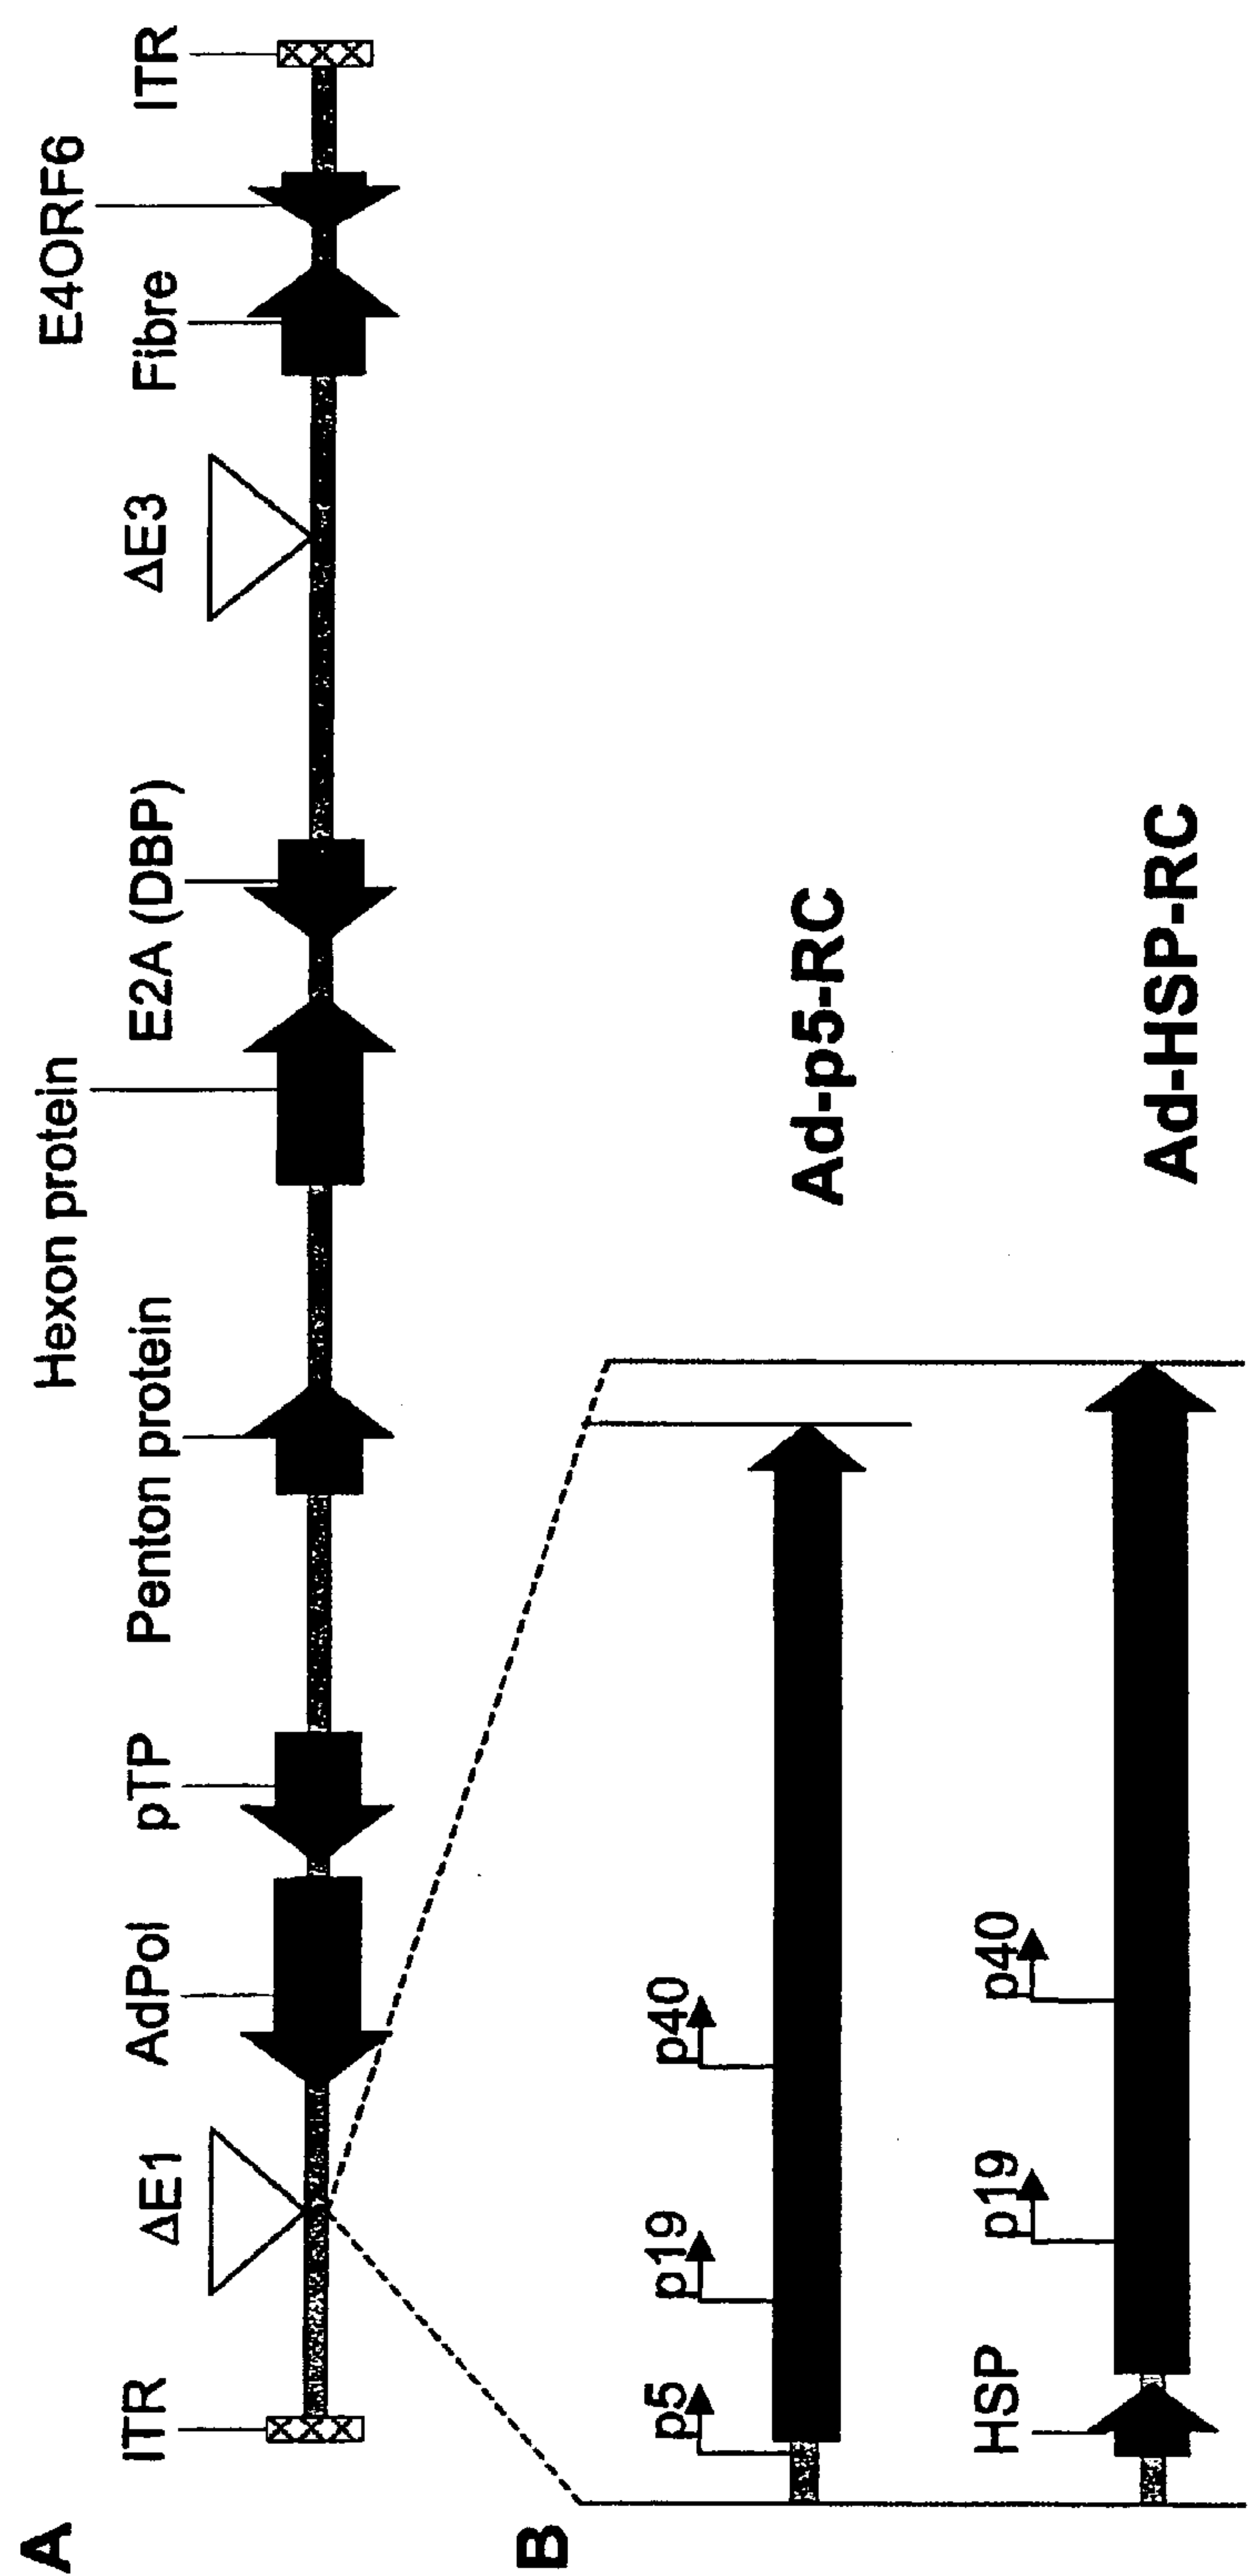 A
ITR
ΔE1
AdPol
pTP
Penton protein
Hexon protein
E2A (DBP)
ΔE3
Fibre
E4ORF6
ITR
B
p5
p19
p40
Ad-p5-RC
HSP
p19
p40
Ad-HSP-RC